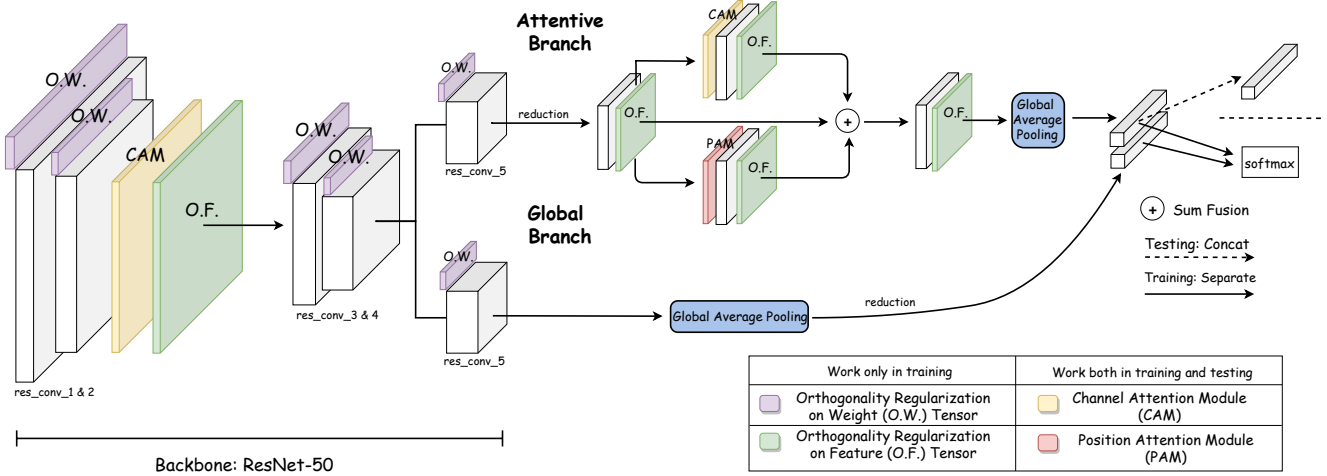 Attentive
Branch
CAM
O.F.
O.W.
O.W.
O.W.
CAM
O.F.
O.W.
O.W.
reduction
O.F.
PAM
O.F.
+
O.F.
Global
Average
Pooling
softmax
res_conv_5
res_conv_1 & 2
res_conv_3 & 4
Global
Branch
O.W.
res_conv_5
Global Average Pooling
reduction
+ Sum Fusion
Testing: Concat
Training: Separate
Work only in training
Work both in training and testing
Orthogonality Regularization
on Weight (O.W.) Tensor
Channel Attention Module
(CAM)
Orthogonality Regularization
on Feature (O.F.) Tensor
Position Attention Module
(PAM)
Backbone: ResNet-50